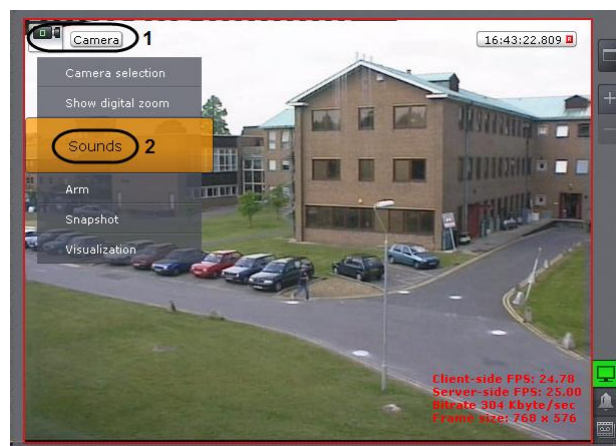 Camera 1
16:43:22.809
Camera selection
Show digital zoom
Sounds 2
Arm
Snapshot
Visualization
Client-side FPS: 24.78
Server-side FPS: 25.00
Bitrate 304 Kbyte/sec
Frame size: 768 x 576